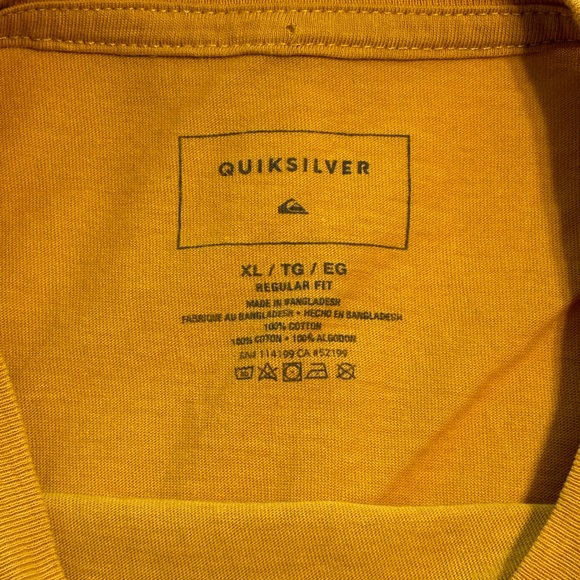 QUIKSILVER
XL / TG / EG
REGULAR FIT
MADE IN BANGLADESH
FABRIQUE AU BANGLADESH • HECHO EN BANGLADESH
100% COTTON
100% COTON • 100% ALGODON
RN# 114199 CA #52199